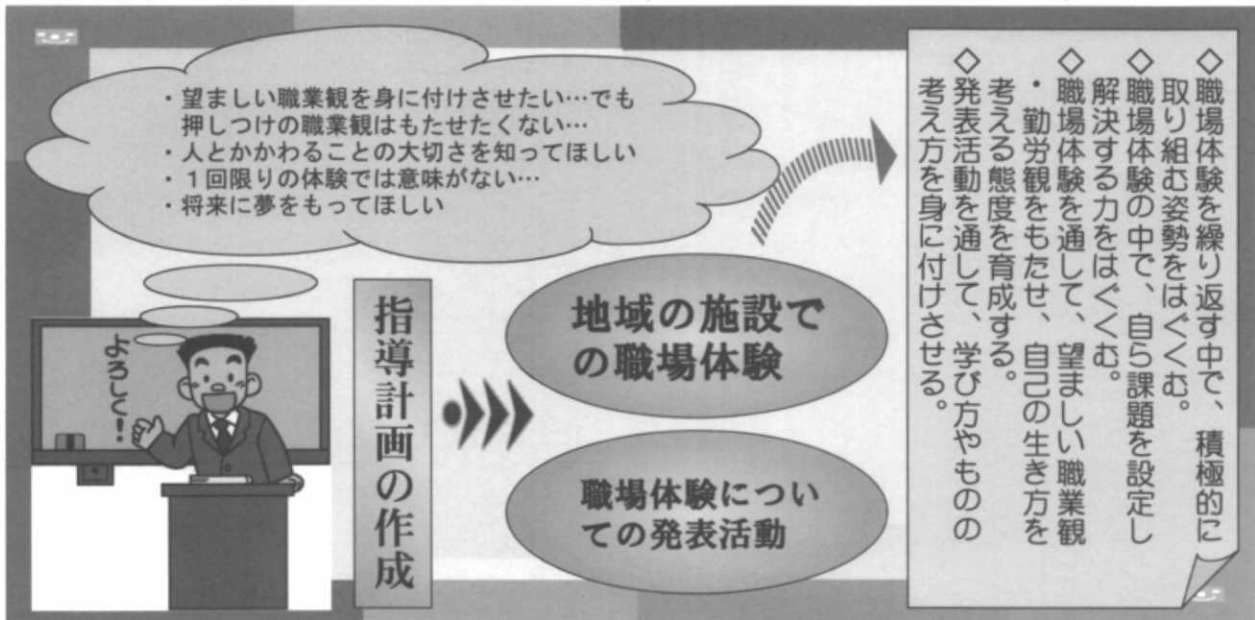 ・望ましい職業観を身に付けさせたい…でも
押しつけの職業観はもたせたくない…
・人とかかわることの大切さを知ってほしい
・１回限りの体験では意味がない…
・将来に夢をもってほしい
よろしく！
指導計画の作成
地域の施設で
の職場体験
職場体験につい
ての発表活動
◇職場体験を繰り返す中で、積極的に
取り組む姿勢をはぐくむ。
◇職場体験の中で、自ら課題を設定し
解決する力をはぐくむ。
◇職場体験を通して、望ましい職業観
・勤労観をもたせ、自己の生き方を
考える態度を育成する。
◇発表活動を通して、学び方やものの
考え方を身に付けさせる。